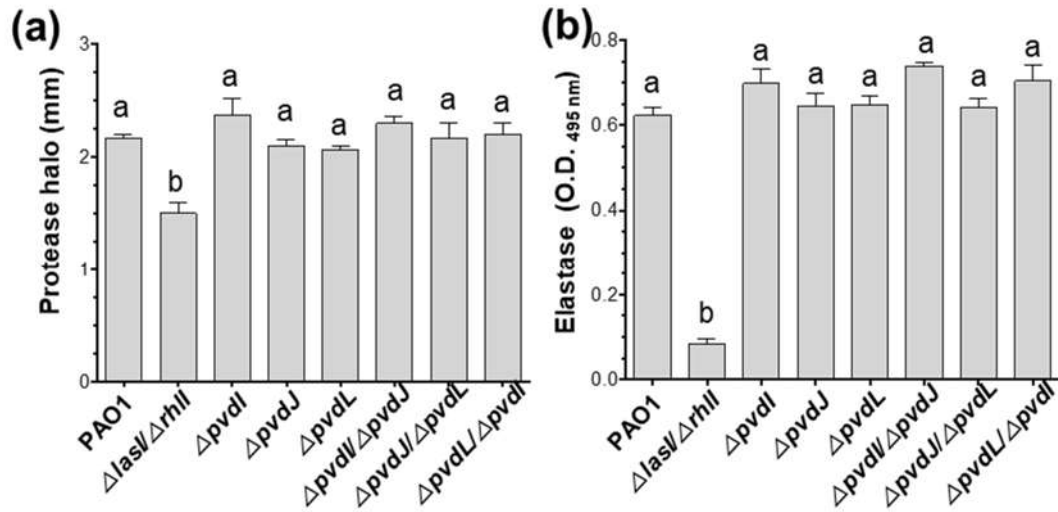 (a)
Protease halo (mm)
3
2
1
0
a
b
a
a
a
a
a
a
PAO1
ΔlasI/ΔrhlI
ΔpvdI
ΔpvdJ
ΔpvdL
ΔpvdI/ΔpvdJ
ΔpvdJ/ΔpvdL
ΔpvdL/ΔpvdI
(b)
Elastase (O.D. 495 nm)
0.8
0.6
0.4
0.2
0.0
a
b
a
a
a
a
a
a
PAO1
ΔlasI/ΔrhlI
ΔpvdI
ΔpvdJ
ΔpvdL
ΔpvdI/ΔpvdJ
ΔpvdJ/ΔpvdL
ΔpvdL/ΔpvdI